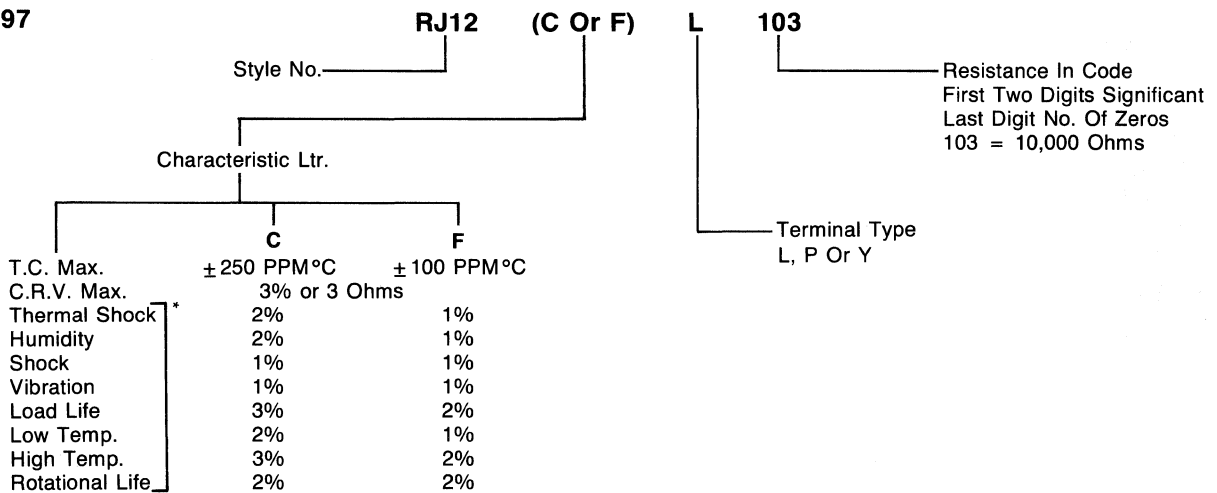 97
RJ12 (C Or F) L 103
Style No.
Resistance In Code
First Two Digits Significant
Last Digit No. Of Zeros
103 = 10,000 Ohms
Characteristic Ltr.
Terminal Type
L, P Or Y
C F
T.C. Max. ±250 PPM°C ±100 PPM°C
C.R.V. Max. 3% or 3 Ohms
Thermal Shock * 2% 1%
Humidity 2% 1%
Shock 1% 1%
Vibration 1% 1%
Load Life 3% 2%
Low Temp. 2% 1%
High Temp. 3% 2%
Rotational Life 2% 2%